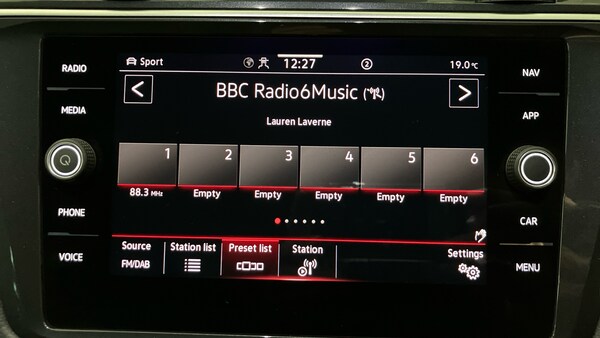 RADIO
MEDIA
PHONE
VOICE
Sport
12:27
2
19.0°C
BBC Radio6Music
Lauren Laverne
1 2 3 4 5 6
88.3 MHz Empty Empty Empty Empty Empty
Source Station list Preset list Station Settings
FM/DAB
NAV
APP
CAR
MENU